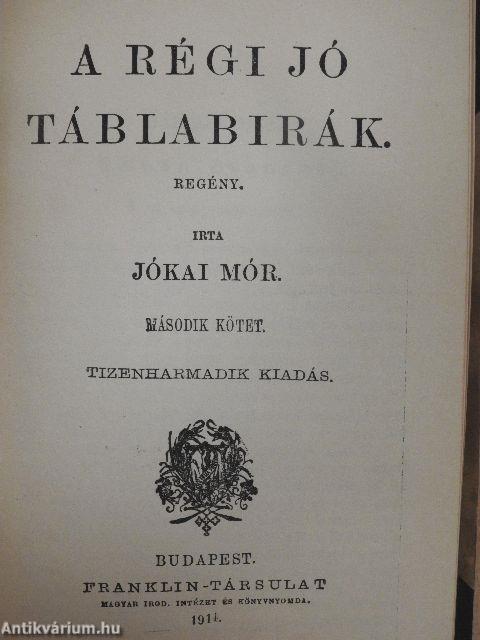 A RÉGI JÓ
TÁBLABIRÁK.
REGÉNY.
IRTA
JÓKAI MÓR.
MÁSODIK KÖTET.
TIZENHARMADIK KIADÁS.
BUDAPEST.
FRANKLIN-TÁRSULAT
MAGYAR IROD. INTÉZET ÉS KÖNYVNYOMDA.
1914.
Antikvárium.hu